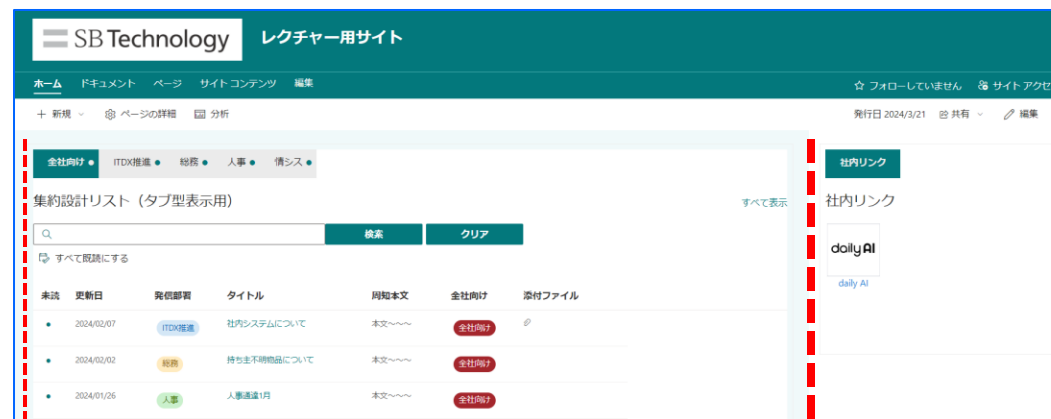 SB Technology レクチャー用サイト
ホーム ドキュメント ページ サイト コンテンツ 編集
フォローしていません サイト アクセ
+ 新規 ページの詳細 分析
発行日 2024/3/21 共有 編集
全社向け ITDX推進 総務 人事 情シス
集約設計リスト（タブ型表示用）
すべて表示
検索 クリア
すべて既読にする
未読 更新日 発信部署 タイトル 周知本文 全社向け 添付ファイル
2024/02/07 ITDX推進 社内システムについて 本文～～～ 全社向け
2024/02/02 総務 持ち主不明物品について 本文～～～ 全社向け
2024/01/26 人事 人事通達1月 本文～～～ 全社向け
社内リンク
社内リンク
daily AI
daily AI